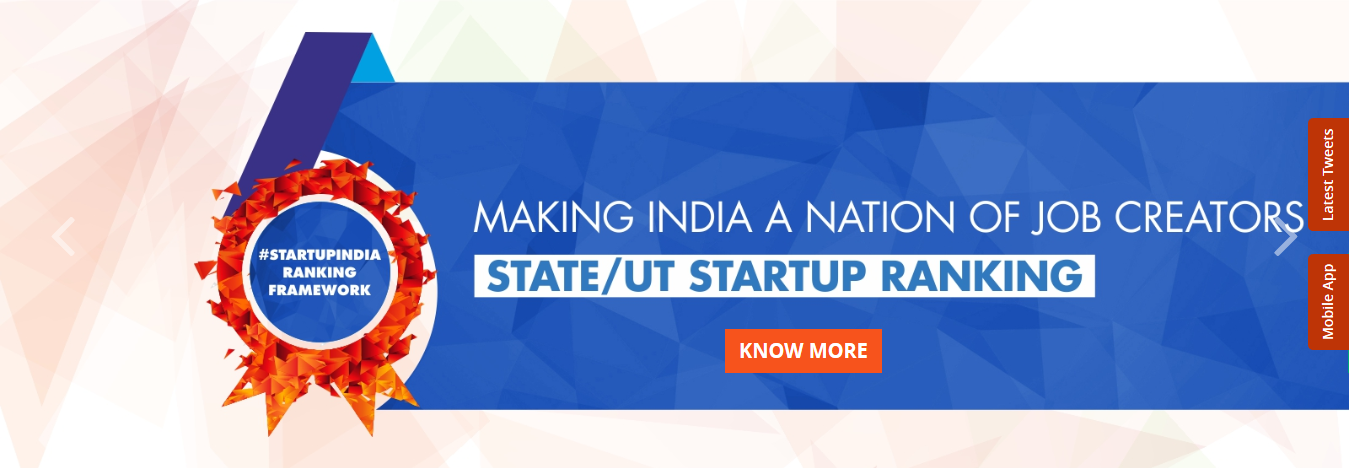 #STARTUPINDIA
RANKING
FRAMEWORK
MAKING INDIA A NATION OF JOB CREATORS
STATE/UT STARTUP RANKING
KNOW MORE
Latest Tweets
Mobile App